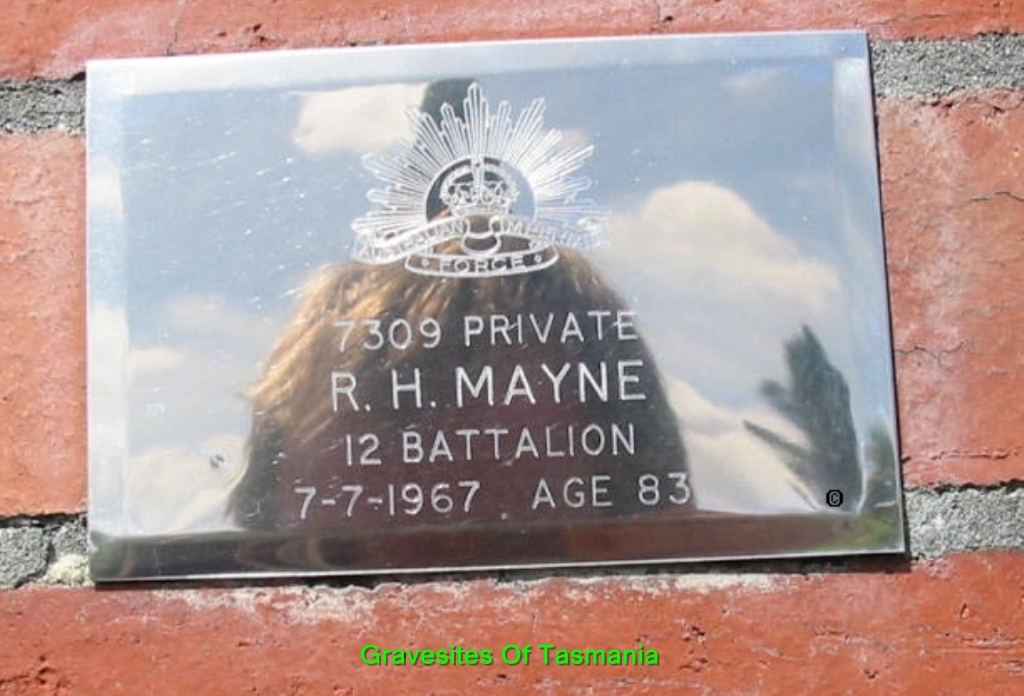 AUSTRALIAN IMPERIAL
• FORCE •
7309 PRIVATE
R. H. MAYNE
12 BATTALION
7-7-1967 AGE 83
©
Gravesites Of Tasmania